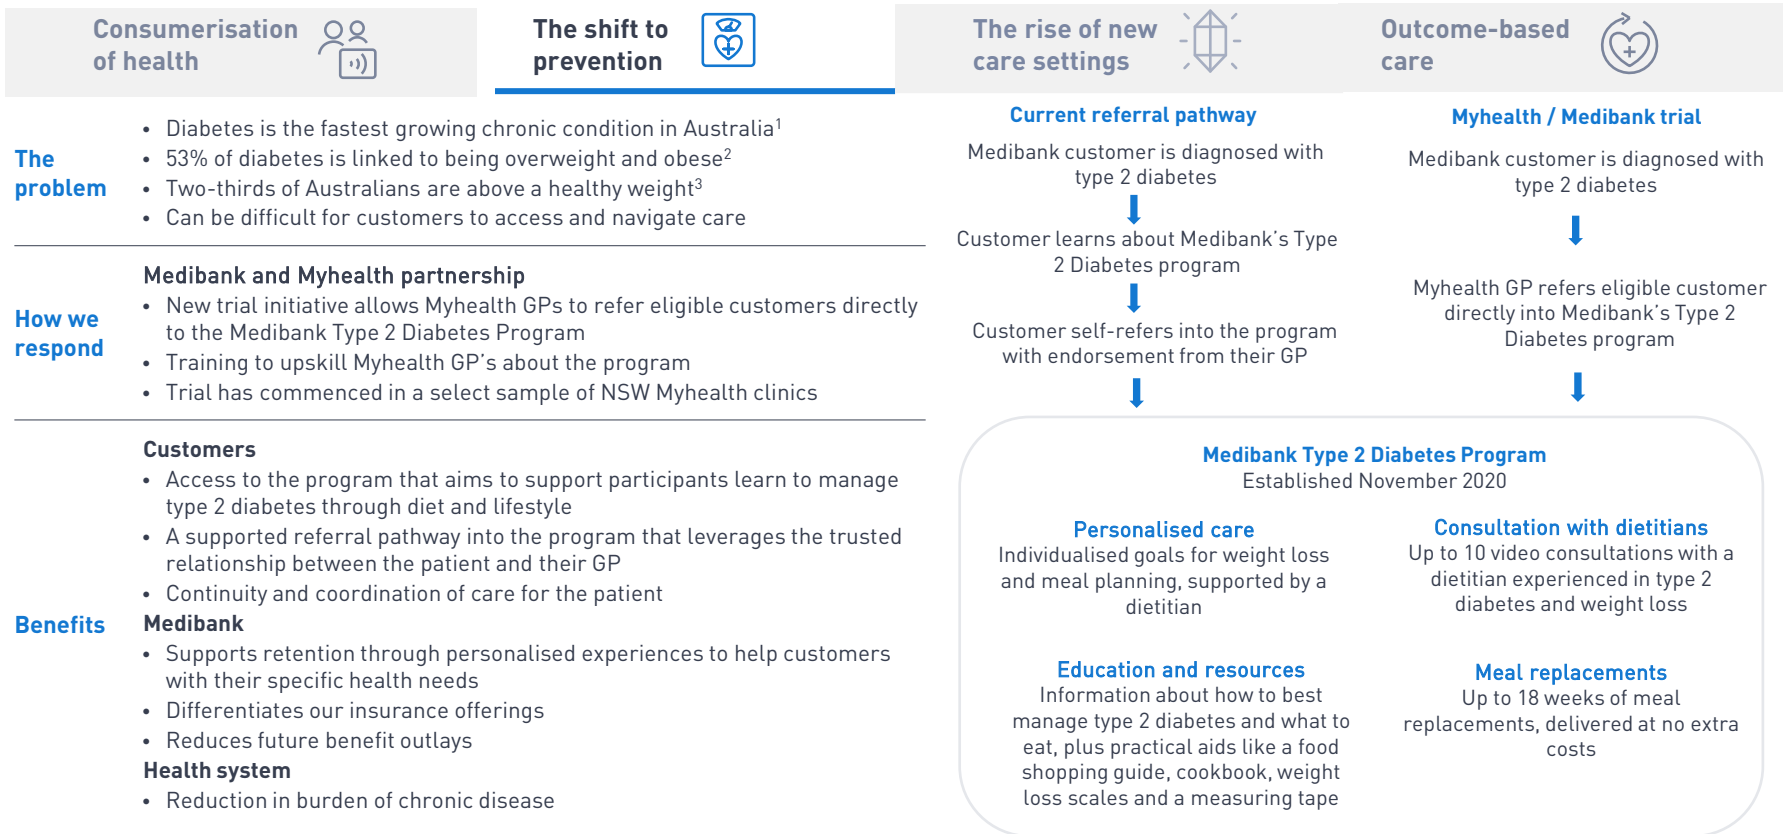 Consumerisation
of health
The shift to
prevention
The rise of new
care settings
Outcome-based
care
The
problem
• Diabetes is the fastest growing chronic condition in Australia¹
• 53% of diabetes is linked to being overweight and obese²
• Two-thirds of Australians are above a healthy weight³
• Can be difficult for customers to access and navigate care
How we
respond
Medibank and Myhealth partnership
• New trial initiative allows Myhealth GPs to refer eligible customers directly
to the Medibank Type 2 Diabetes Program
• Training to upskill Myhealth GP's about the program
• Trial has commenced in a select sample of NSW Myhealth clinics
Benefits
Customers
• Access to the program that aims to support participants learn to manage
type 2 diabetes through diet and lifestyle
• A supported referral pathway into the program that leverages the trusted
relationship between the patient and their GP
• Continuity and coordination of care for the patient
Medibank
• Supports retention through personalised experiences to help customers
with their specific health needs
• Differentiates our insurance offerings
• Reduces future benefit outlays
Health system
• Reduction in burden of chronic disease
Current referral pathway
Medibank customer is diagnosed with
type 2 diabetes
Customer learns about Medibank's Type
2 Diabetes program
Customer self-refers into the program
with endorsement from their GP
Myhealth / Medibank trial
Medibank customer is diagnosed with
type 2 diabetes
Myhealth GP refers eligible customer
directly into Medibank's Type 2
Diabetes program
Medibank Type 2 Diabetes Program
Established November 2020
Personalised care
Individualised goals for weight loss
and meal planning, supported by a
dietitian
Consultation with dietitians
Up to 10 video consultations with a
dietitian experienced in type 2
diabetes and weight loss
Education and resources
Information about how to best
manage type 2 diabetes and what to
eat, plus practical aids like a food
shopping guide, cookbook, weight
loss scales and a measuring tape
Meal replacements
Up to 18 weeks of meal
replacements, delivered at no extra
costs